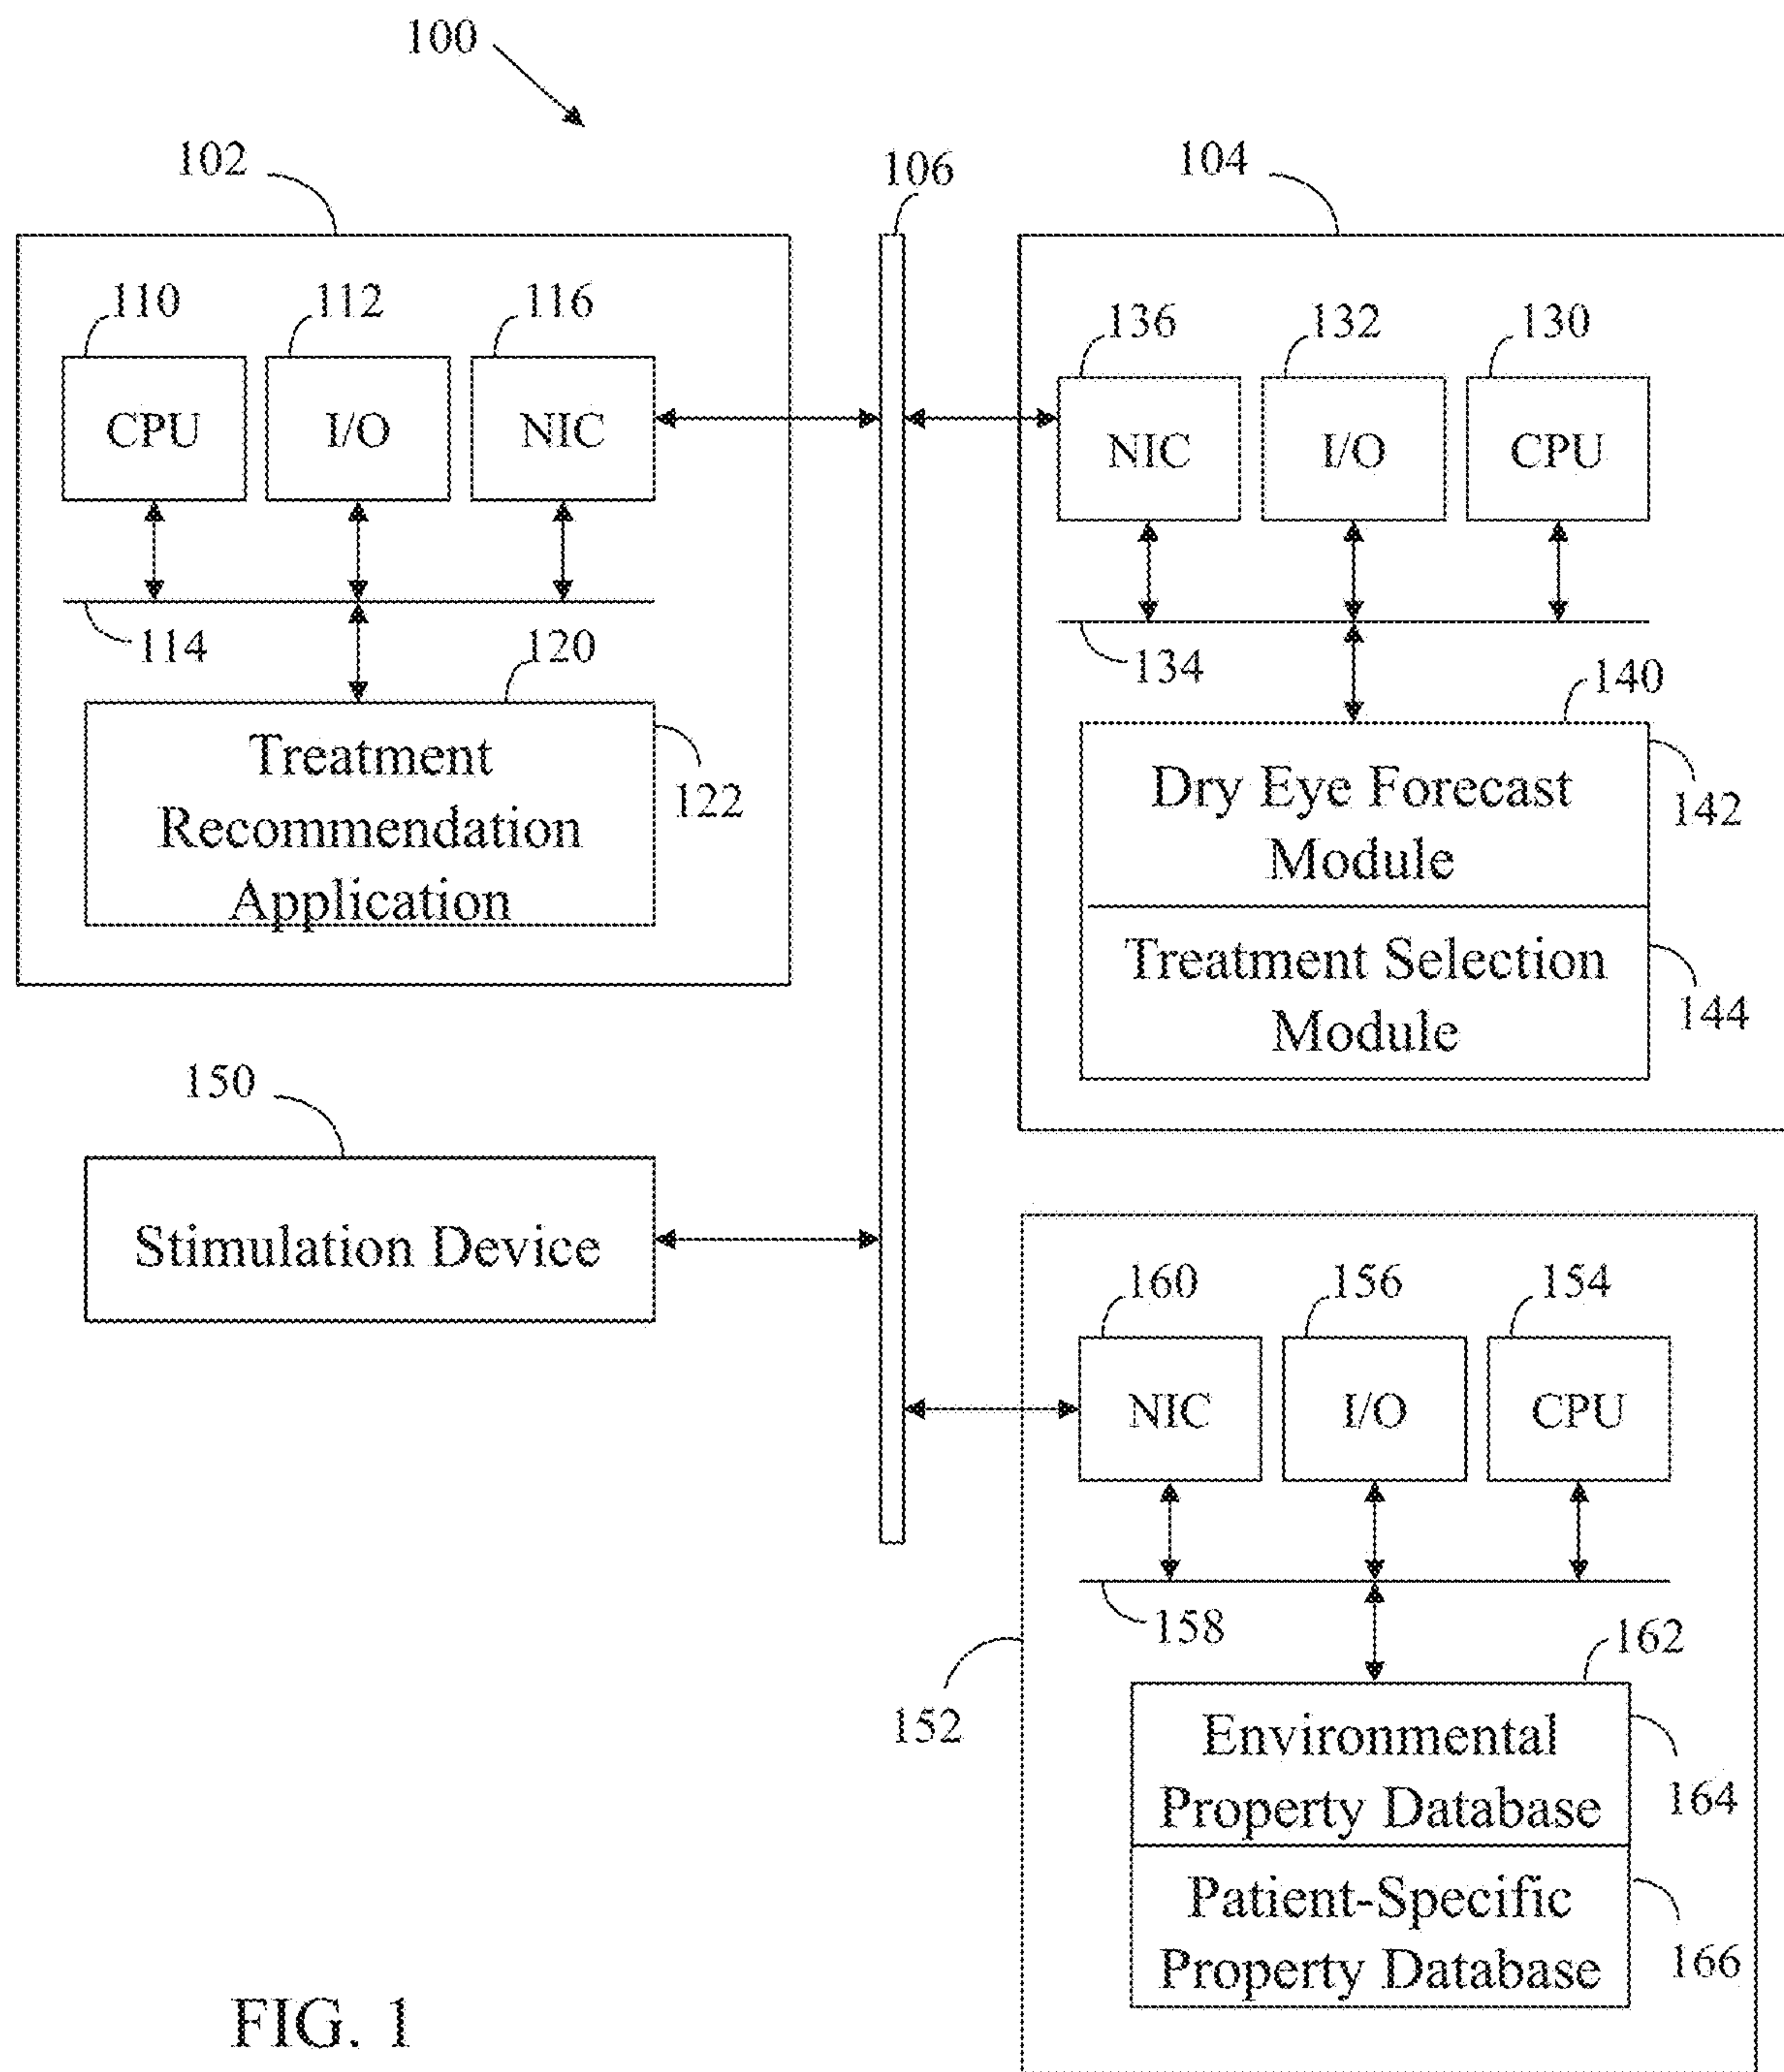 100
102
106
104
110
112
116
136
132
130
CPU
I/O
NIC
NIC
I/O
CPU
114
120
134
140
Treatment
Recommendation
Application
122
Dry Eye Forecast
Module
142
Treatment Selection
Module
144
150
Stimulation Device
160
156
154
NIC
I/O
CPU
158
162
152
Environmental
Property Database
164
Patient-Specific
Property Database
166
FIG. 1